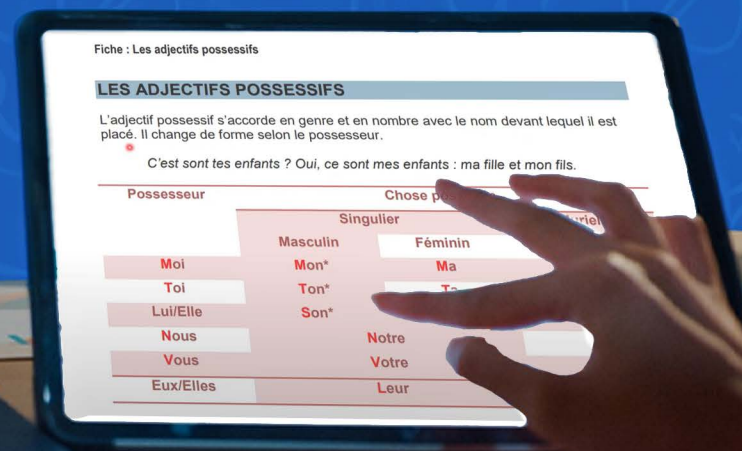 Fiche : Les adjectifs possessifs
LES ADJECTIFS POSSESSIFS
L'adjectif possessif s'accorde en genre et en nombre avec le nom devant lequel il est
placé. Il change de forme selon le possesseur.
C'est sont tes enfants ? Oui, ce sont mes enfants : ma fille et mon fils.
Possesseur Chose
Singulier
Masculin Féminin
Moi Mon* Ma
Toi Ton*
Lui/Elle Son*
Nous Notre
Vous Votre
Eux/Elles Leur